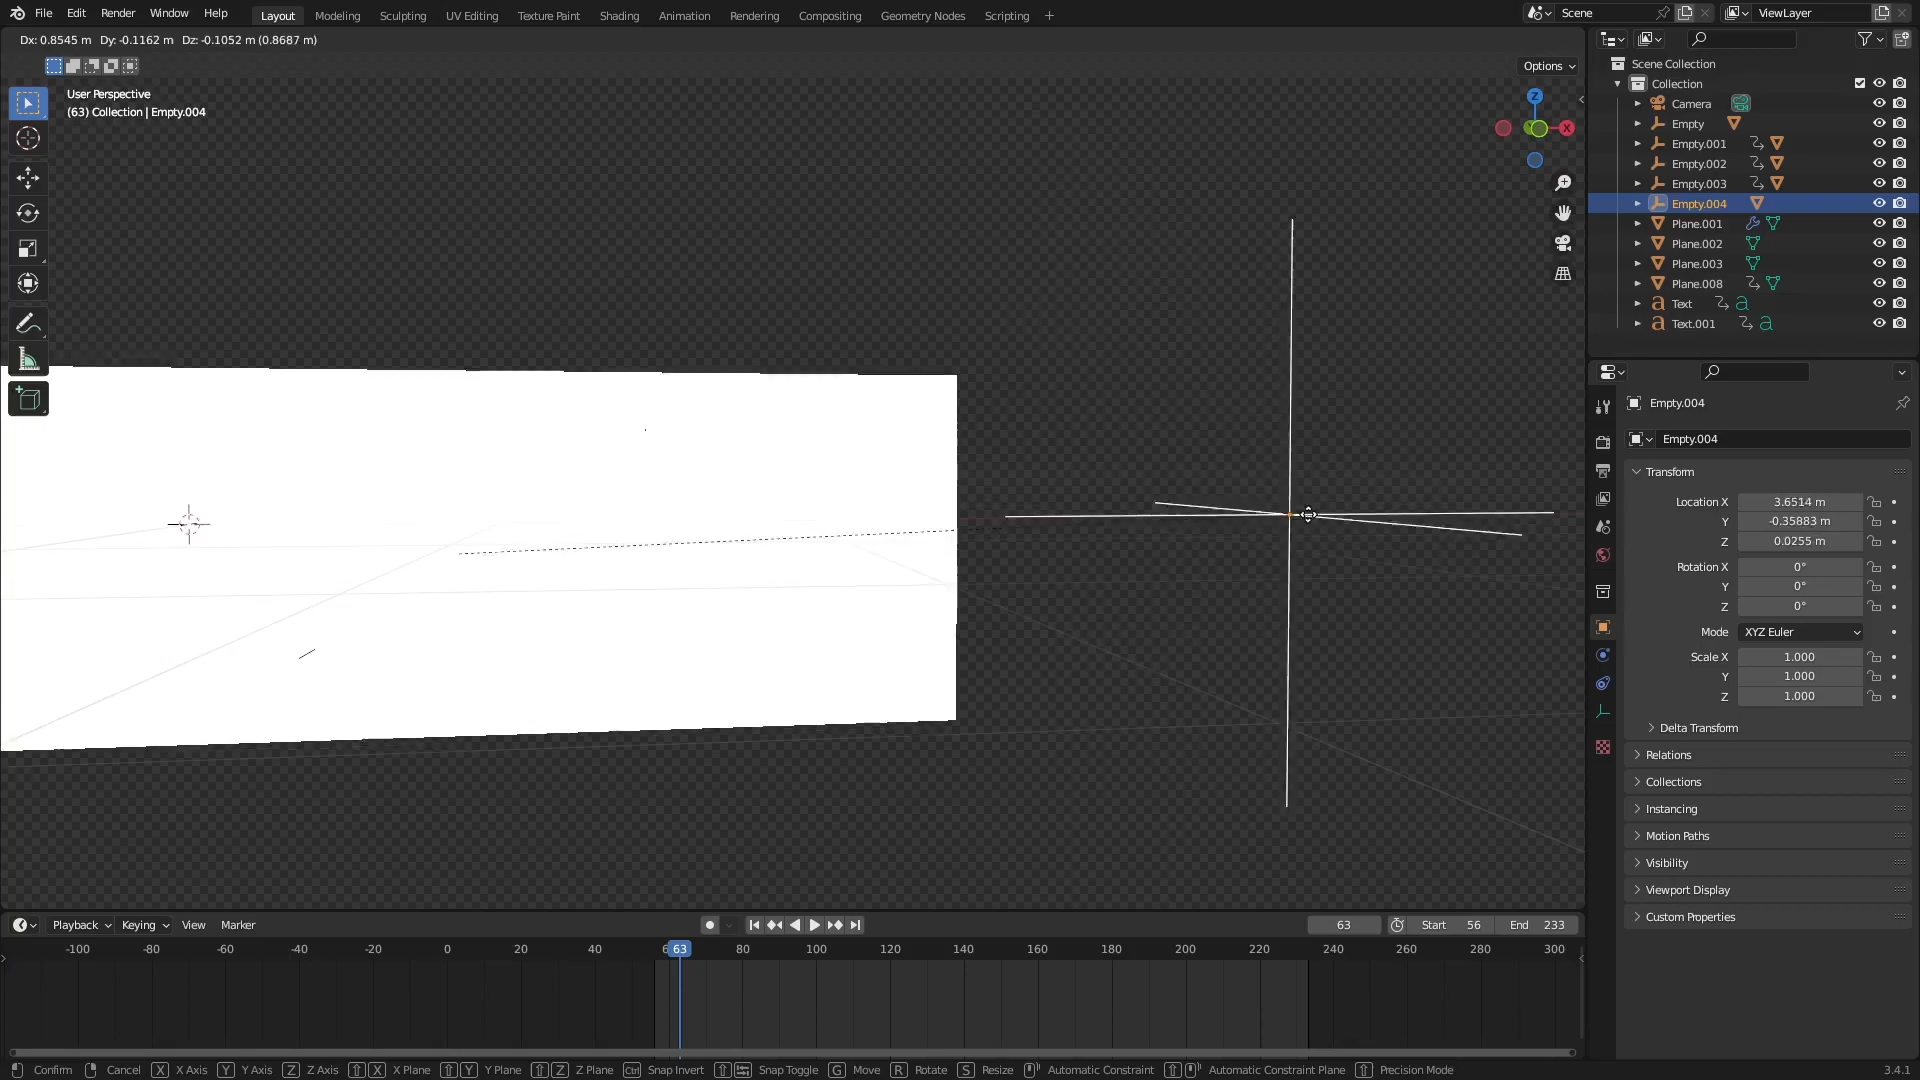 File Edit Render Window Help Layout Modeling Sculpting UV Editing Texture Paint Shading Animation Rendering Compositing Geometry Nodes Scripting + Scene ViewLayer
Dx: 0.8545 m Dy: -0.1162 m Dz: -0.1052 m (0.8687 m)
Options
User Perspective
(63) Collection | Empty.004
Z
X
Scene Collection
Collection
Camera
Empty
Empty.001
Empty.002
Empty.003
Empty.004
Plane.001
Plane.002
Plane.003
Plane.008
Text
Text.001
Empty.004
Empty.004
Transform
Location X 3.6514 m
Y -0.35883 m
Z 0.0255 m
Rotation X 0°
Y 0°
Z 0°
Mode XYZ Euler
Scale X 1.000
Y 1.000
Z 1.000
Delta Transform
Relations
Collections
Instancing
Motion Paths
Visibility
Viewport Display
Custom Properties
Playback Keying View Marker 63 Start 56 End 233
-100 -80 -60 -40 -20 0 20 40 63 80 100 120 140 160 180 200 220 240 260 280 300
Confirm Cancel X X Axis Y Y Axis Z Z Axis X X Plane Y Y Plane Z Z Plane Ctrl Snap Invert Snap Toggle G Move R Rotate S Resize Automatic Constraint Automatic Constraint Plane Precision Mode 3.4.1